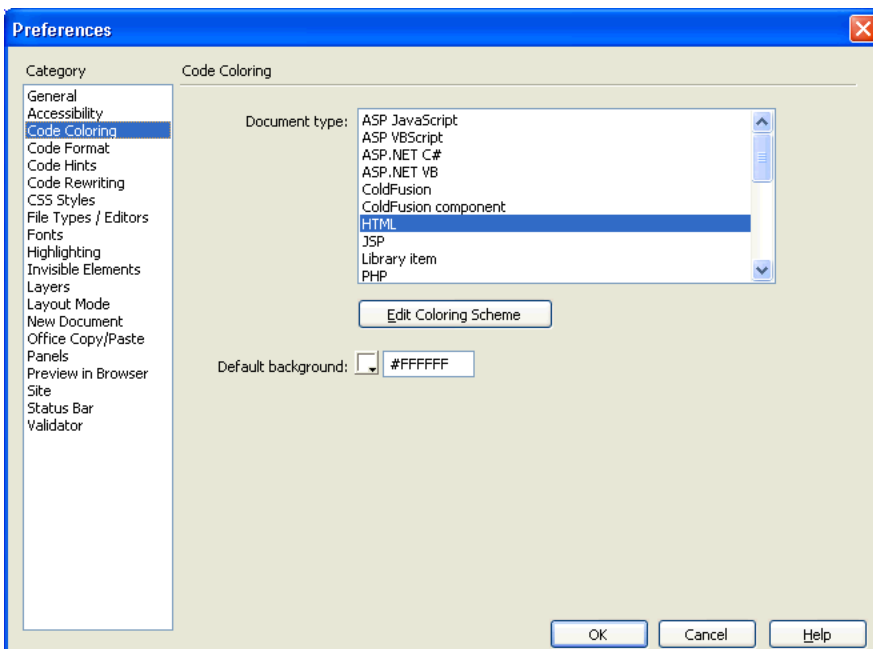 Preferences
Category
General
Accessibility
Code Coloring
Code Format
Code Hints
Code Rewriting
CSS Styles
File Types / Editors
Fonts
Highlighting
Invisible Elements
Layers
Layout Mode
New Document
Office Copy/Paste
Panels
Preview in Browser
Site
Status Bar
Validator
Code Coloring
Document type:
ASP JavaScript
ASP VBScript
ASP.NET C#
ASP.NET VB
ColdFusion
ColdFusion component
HTML
JSP
Library item
PHP
Edit Coloring Scheme
Default background: #FFFFFF
OK Cancel Help